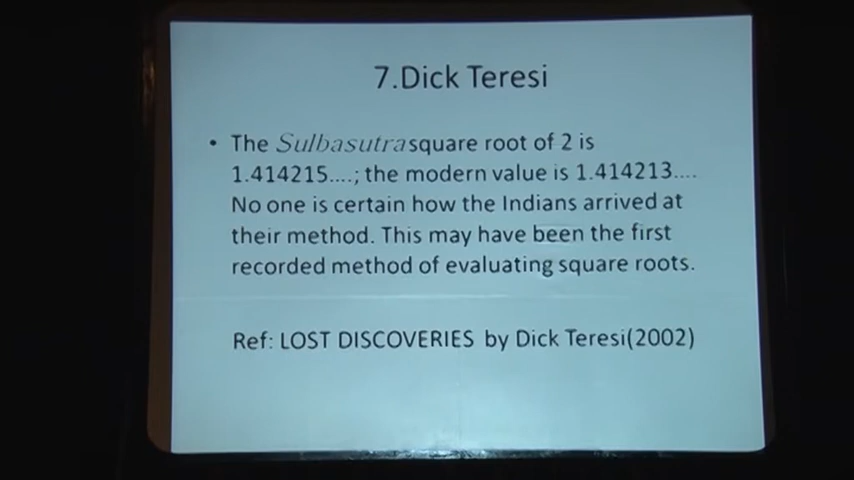 7.Dick Teresi
• The Sulbasutra square root of 2 is
1.414215....; the modern value is 1.414213....
No one is certain how the Indians arrived at
their method. This may have been the first
recorded method of evaluating square roots.
Ref: LOST DISCOVERIES by Dick Teresi(2002)